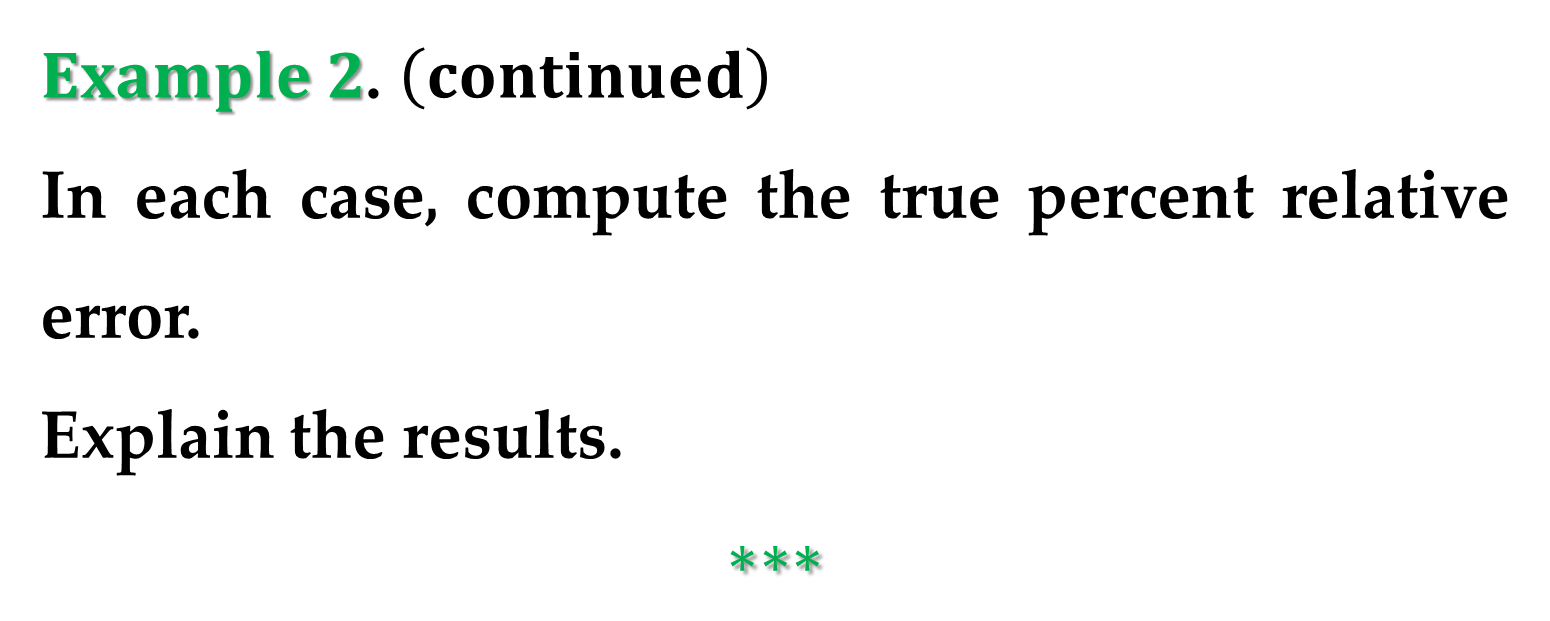 Example 2. (continued)
In each case, compute the true percent relative
error.
Explain the results.
***